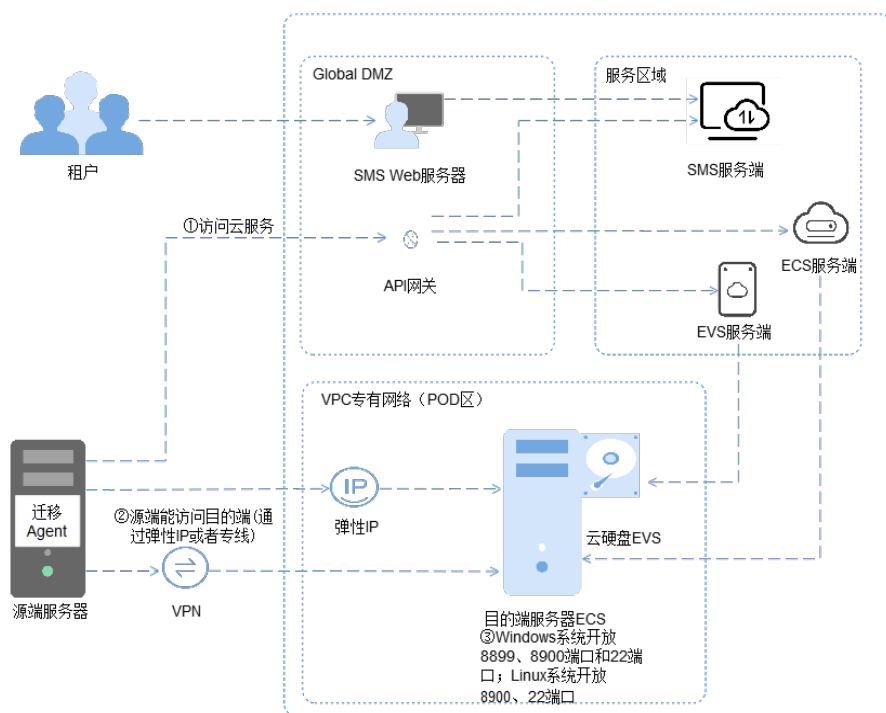 Global DMZ
服务区域
租户
SMS Web服务器
SMS服务端
①访问云服务
API网关
ECS服务端
EVS服务端
VPC专有网络（POD区）
迁移
Agent
②源端能访问目的端(通
过弹性IP或者专线)
IP
弹性IP
云硬盘EVS
源端服务器
VPN
目的端服务器ECS
③Windows系统开放
8899、8900端口和22端
口；Linux系统开放
8900、22端口